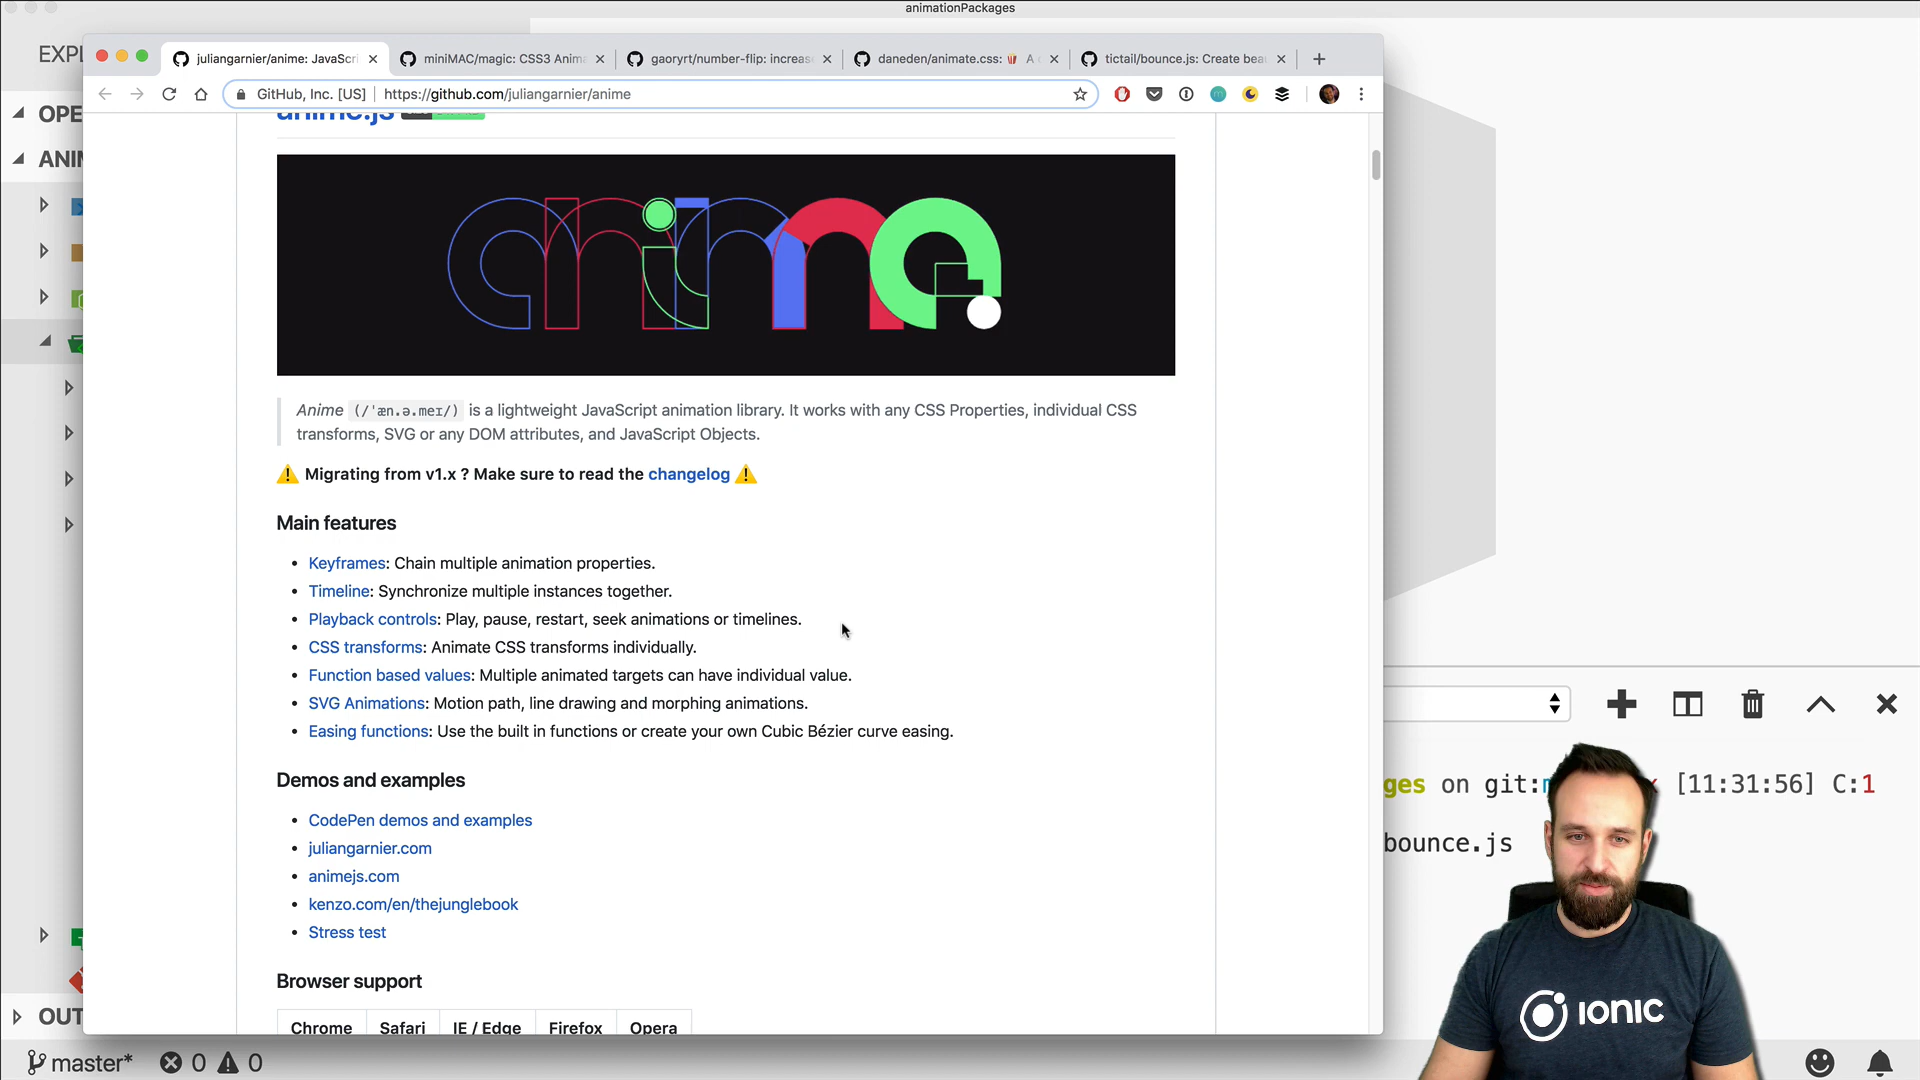 animationPackages
EXPL
juliangarnier/anime: JavaScri
miniMAC/magic: CSS3 Anima
gaoryrt/number-flip: increase
daneden/animate.css: 🍿 A c
tictail/bounce.js: Create bea
GitHub, Inc. [US] | https://github.com/juliangarnier/anime
OPE
ANIM
anime.js
anime
Anime (/ˈæn.ə.meɪ/) is a lightweight JavaScript animation library. It works with any CSS Properties, individual CSS
transforms, SVG or any DOM attributes, and JavaScript Objects.
⚠️ Migrating from v1.x ? Make sure to read the changelog ⚠️
Main features
• Keyframes: Chain multiple animation properties.
• Timeline: Synchronize multiple instances together.
• Playback controls: Play, pause, restart, seek animations or timelines.
• CSS transforms: Animate CSS transforms individually.
• Function based values: Multiple animated targets can have individual value.
• SVG Animations: Motion path, line drawing and morphing animations.
• Easing functions: Use the built in functions or create your own Cubic Bézier curve easing.
Demos and examples
• CodePen demos and examples
• juliangarnier.com
• animejs.com
• kenzo.com/en/thejunglebook
• Stress test
Browser support
Chrome Safari IE / Edge Firefox Opera
ges on git:m x [11:31:56] C:1
bounce.js
IONIC
OUT
master* 0 0